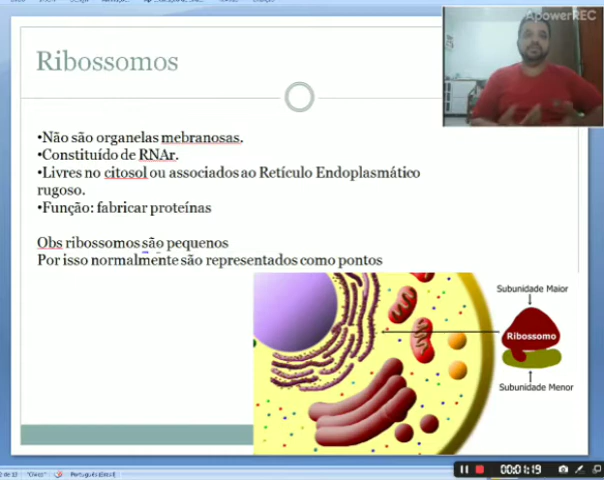 ApowerREC
Ribossomos
•Não são organelas mebranosas.
•Constituído de RNAr.
•Livres no citosol ou associados ao Retículo Endoplasmático
rugoso.
•Função: fabricar proteínas
Obs ribossomos são pequenos
Por isso normalmente são representados como pontos
Subunidade Maior
Ribossomo
Subunidade Menor
00:01:19
Português (Brasil)